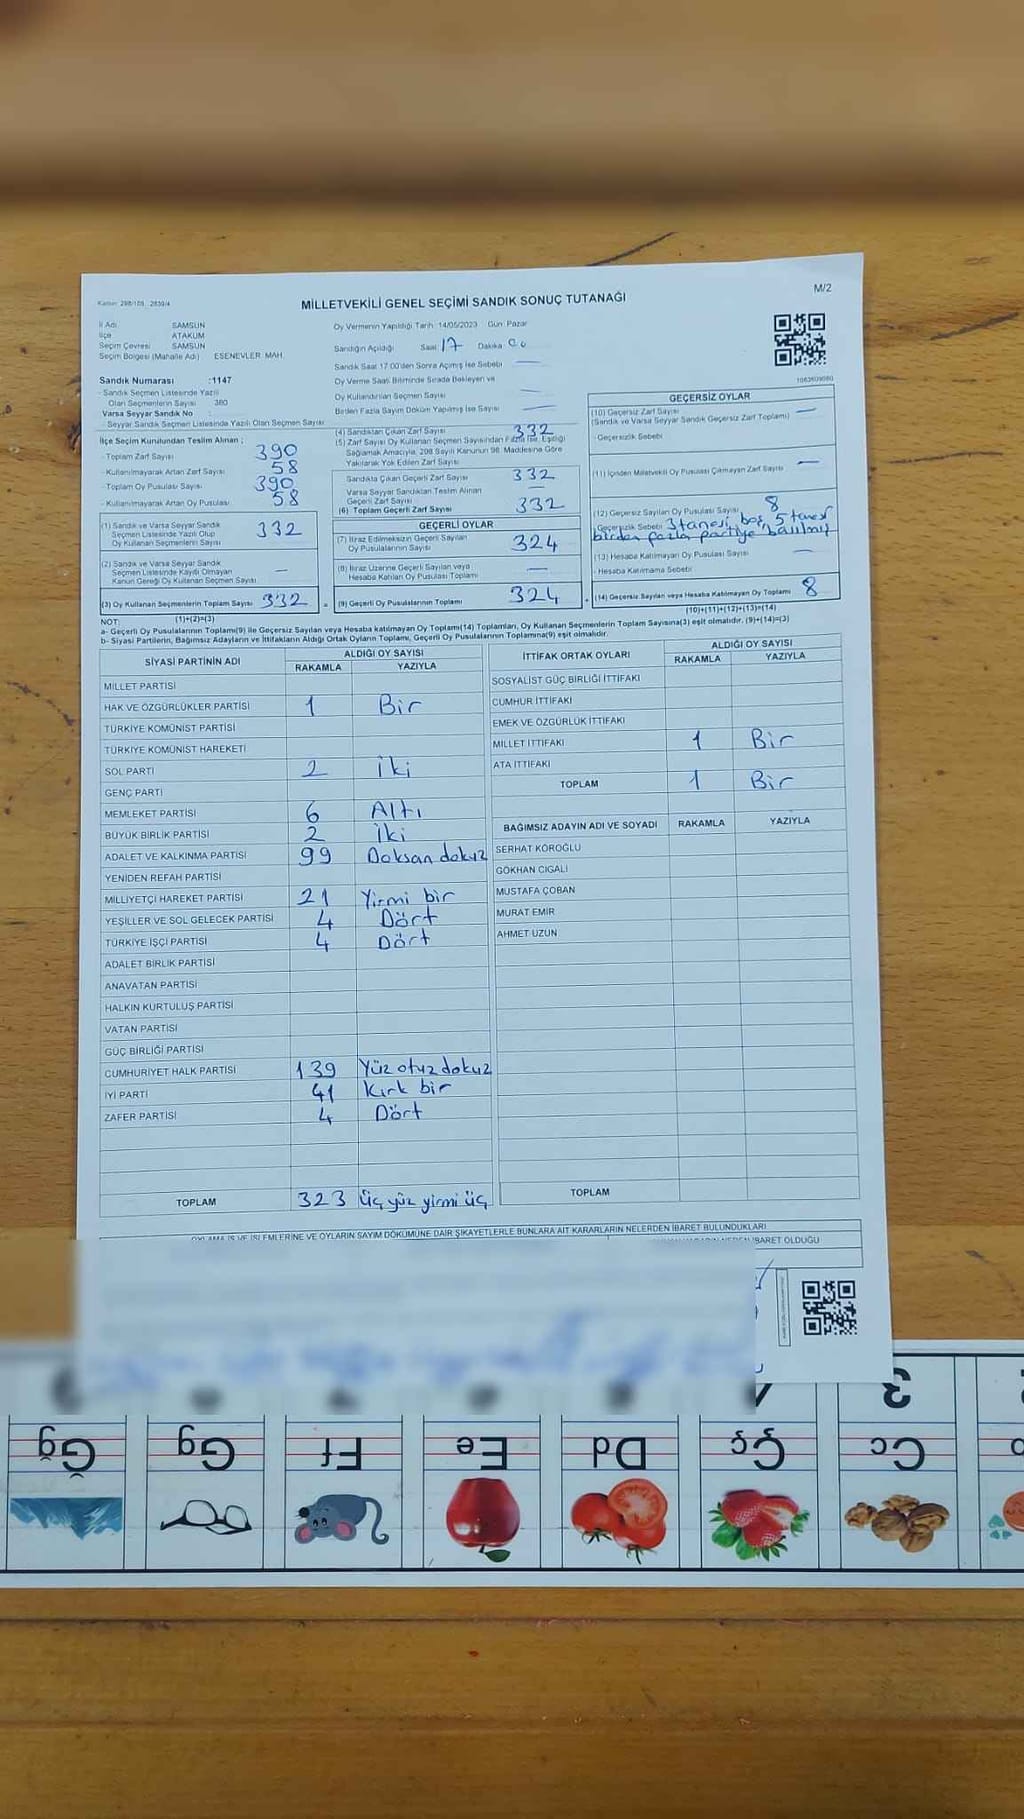 Kanun: 298/105, 2839/4
M/2
MİLLETVEKİLİ GENEL SEÇİMİ SANDIK SONUÇ TUTANAĞI
İl Adı SAMSUN
İlçe ATAKUM
Seçim Çevresi SAMSUN
Seçim Bölgesi (Mahalle Adı) ESENEVLER MAH.
Sandık Numarası :1147
- Sandık Seçmen Listesinde Yazılı
Olan Seçmenlerin Sayısı 380
Varsa Seyyar Sandık No :
- Seyyar Sandık Seçmen Listesinde Yazılı Olan Seçmen Sayısı
Oy Vermenin Yapıldığı Tarih 14/05/2023 Gün: Pazar
Sandığın Açıldığı Saat 17 Dakika 00
Sandık Saat 17:00'den Sonra Açımış İse Sebebi —
Oy Verme Saati Bitiminde Sırada Bekleyen ve
Oy Kullandırılan Seçmen Sayısı —
Birden Fazla Sayım Döküm Yapılmış İse Sayısı —
İlçe Seçim Kurulundan Teslim Alınan ;
- Toplam Zarf Sayısı 390
- Kullanılmayarak Artan Zarf Sayısı 58
- Toplam Oy Pusulası Sayısı 390
- Kullanılmayarak Artan Oy Pusulası 58
(1) Sandık ve Varsa Seyyar Sandık
Seçmen Listesinde Yazılı Olup
Oy Kullanan Seçmenlerin Sayısı 332
(2) Sandık ve Varsa Seyyar Sandık
Seçmen Listesinde Kaydı Olmayan
Kanun Gereği Oy Kullanan Seçmen Sayısı —
(3) Oy Kullanan Seçmenlerin Toplam Sayısı 332
(1)+(2)=(3)
(4) Sandıktan Çıkan Zarf Sayısı 332
(5) Zarf Sayısı Oy Kullanan Seçmen Sayısından Fazla İse, Eşitliği
Sağlamak Amacıyla, 298 Sayılı Kanunun 98. Maddesine Göre
Yakılarak Yok Edilen Zarf Sayısı
Sandıkta Çıkan Geçerli Zarf Sayısı 332
Varsa Seyyar Sandıktan Teslim Alınan
Geçerli Zarf Sayısı —
(6) Toplam Geçerli Zarf Sayısı 332
GEÇERLİ OYLAR
(7) İtiraz Edilmeksizin Geçerli Sayılan
Oy Pusulalarının Sayısı 324
(8) İtiraz Üzerine Geçerli Sayılan veya
Hesaba Katılan Oy Pusulası Toplamı —
(9) Geçerli Oy Pusulalarının Toplamı 324
1063609060
GEÇERSİZ OYLAR
(10) Geçersiz Zarf Sayısı —
(Sandık ve Varsa Seyyar Sandık Geçersiz Zarf Toplamı)
- Geçersizlik Sebebi
(11) İçinden Milletvekili Oy Pusulası Çıkmayan Zarf Sayısı —
(12) Geçersiz Sayılan Oy Pusulası Sayısı 8
- Geçersizlik Sebebi 3 tanesi boş 5 tanesi
birden fazla partiye basılmış
(13) Hesaba Katılmayan Oy Pusulası Sayısı —
- Hesaba Katılmama Sebebi
(14) Geçersiz Sayılan veya Hesaba Katılmayan Oy Toplamı 8
(10)+(11)+(12)+(13)=(14)
NOT:
a- Geçerli Oy Pusulalarının Toplamı(9) ile Geçersiz Sayılan veya Hesaba katılmayan Oy Toplamı(14) Toplamları, Oy Kullanan Seçmenlerin Toplam Sayısına(3) eşit olmalıdır. (9)+(14)=(3)
b- Siyasi Partilerin, Bağımsız Adayların ve İttifakların Aldığı Ortak Oyların Toplamı, Geçerli Oy Pusulalarının Toplamına(9) eşit olmalıdır.
SİYASİ PARTİNİN ADI ALDIĞI OY SAYISI
RAKAMLA YAZIYLA
MİLLET PARTİSİ
HAK VE ÖZGÜRLÜKLER PARTİSİ 1 Bir
TÜRKİYE KOMÜNİST PARTİSİ
TÜRKİYE KOMÜNİST HAREKETİ
SOL PARTİ 2 İki
GENÇ PARTİ
MEMLEKET PARTİSİ 6 Altı
BÜYÜK BİRLİK PARTİSİ 2 İki
ADALET VE KALKINMA PARTİSİ 99 Doksan dokuz
YENİDEN REFAH PARTİSİ
MİLLİYETÇİ HAREKET PARTİSİ 21 Yirmi bir
YEŞİLLER VE SOL GELECEK PARTİSİ 4 Dört
TÜRKİYE İŞÇİ PARTİSİ 4 Dört
ADALET BİRLİK PARTİSİ
ANAVATAN PARTİSİ
HALKIN KURTULUŞ PARTİSİ
VATAN PARTİSİ
GÜÇ BİRLİĞİ PARTİSİ
CUMHURİYET HALK PARTİSİ 139 Yüz otuz dokuz
İYİ PARTİ 41 Kırk bir
ZAFER PARTİSİ 4 Dört
TOPLAM 323 Üç yüz yirmi üç
İTTİFAK ORTAK OYLARI ALDIĞI OY SAYISI
RAKAMLA YAZIYLA
SOSYALİST GÜÇ BİRLİĞİ İTTİFAKI
CUMHUR İTTİFAKI
EMEK VE ÖZGÜRLÜK İTTİFAKI
MİLLET İTTİFAKI 1 Bir
ATA İTTİFAKI
TOPLAM 1 Bir
BAĞIMSIZ ADAYIN ADI VE SOYADI RAKAMLA YAZIYLA
SERHAT KÖROĞLU
GÖKHAN CIGALI
MUSTAFA ÇOBAN
MURAT EMİR
AHMET UZUN
TOPLAM
İŞLEMLERİNE VE OYLARIN SAYIM DÖKÜMÜNE DAİR ŞİKAYETLERLE BUNLARA AİT KARARLARIN NELERDEN İBARET BULUNDUKLARI
İBARET OLDUĞU
3
Ğğ Gg Ff Ee Dd Çç Cc